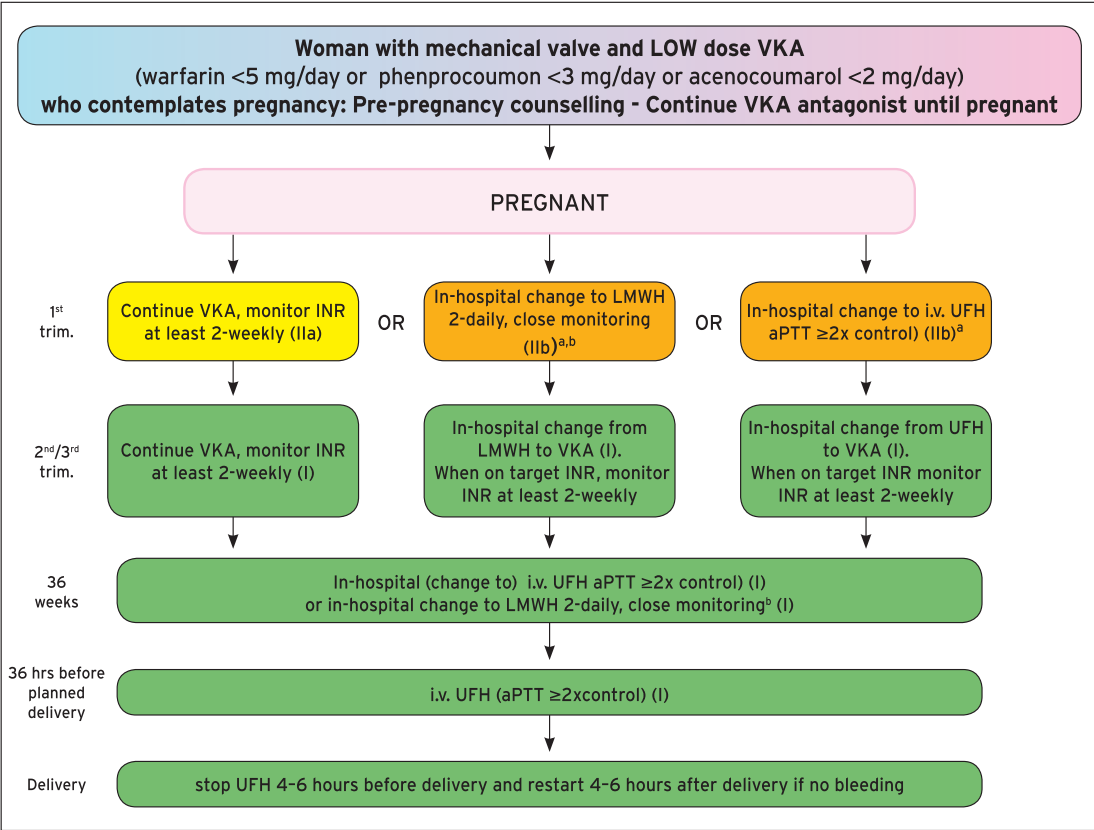 Woman with mechanical valve and LOW dose VKA
(warfarin <5 mg/day or phenprocoumon <3 mg/day or acenocoumarol <2 mg/day)
who contemplates pregnancy: Pre-pregnancy counselling - Continue VKA antagonist until pregnant
PREGNANT
1st
trim.
Continue VKA, monitor INR
at least 2-weekly (IIa)
OR
In-hospital change to LMWH
2-daily, close monitoring
(IIb)a,b
OR
In-hospital change to i.v. UFH
aPTT ≥2x control) (IIb)a
2nd/3rd
trim.
Continue VKA, monitor INR
at least 2-weekly (I)
In-hospital change from
LMWH to VKA (I).
When on target INR, monitor
INR at least 2-weekly
In-hospital change from UFH
to VKA (I).
When on target INR monitor
INR at least 2-weekly
36
weeks
In-hospital (change to) i.v. UFH aPTT ≥2x control) (I)
or in-hospital change to LMWH 2-daily, close monitoringb (I)
36 hrs before
planned
delivery
i.v. UFH (aPTT ≥2xcontrol) (I)
Delivery
stop UFH 4-6 hours before delivery and restart 4-6 hours after delivery if no bleeding